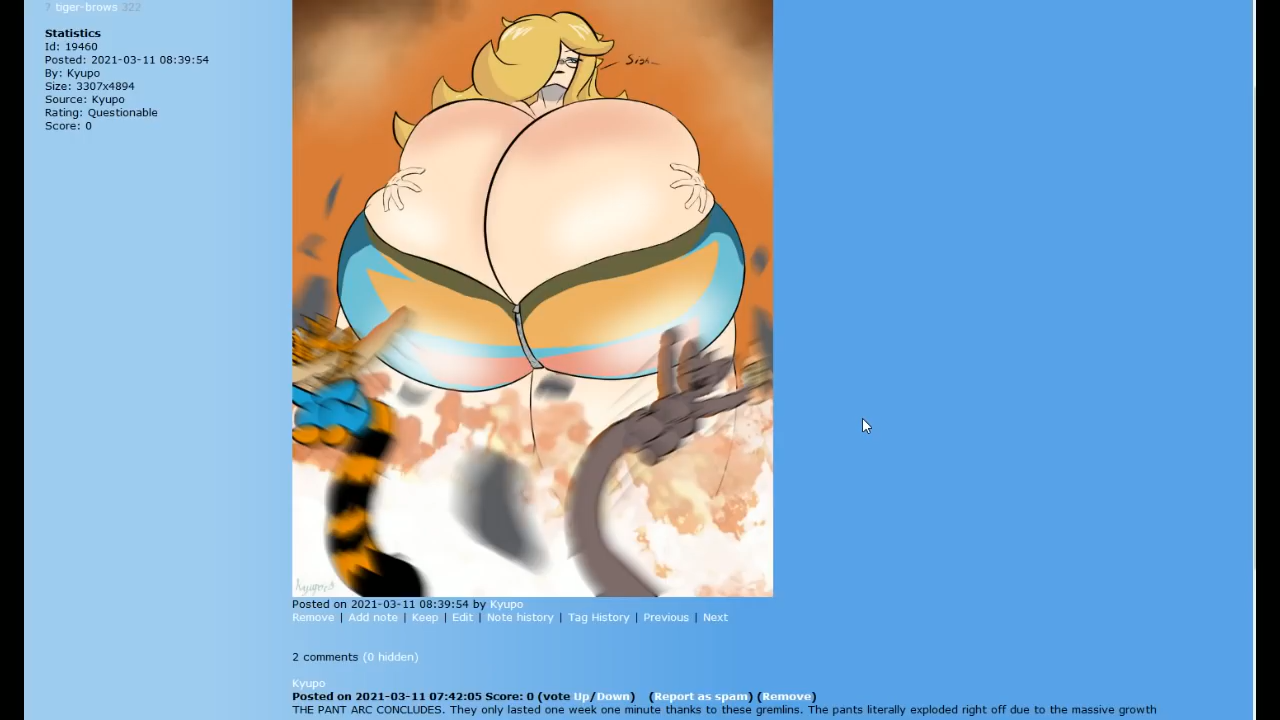 ? tiger-brows 322
Statistics
Id: 19460
Posted: 2021-03-11 08:39:54
By: Kyupo
Size: 3307x4894
Source: Kyupo
Rating: Questionable
Score: 0
Sigh
Posted on 2021-03-11 08:39:54 by Kyupo
Remove | Add note | Keep | Edit | Note history | Tag History | Previous | Next
2 comments (0 hidden)
Kyupo
Posted on 2021-03-11 07:42:05 Score: 0 (vote Up/Down) (Report as spam) (Remove)
THE PANT ARC CONCLUDES. They only lasted one week one minute thanks to these gremlins. The pants literally exploded right off due to the massive growth